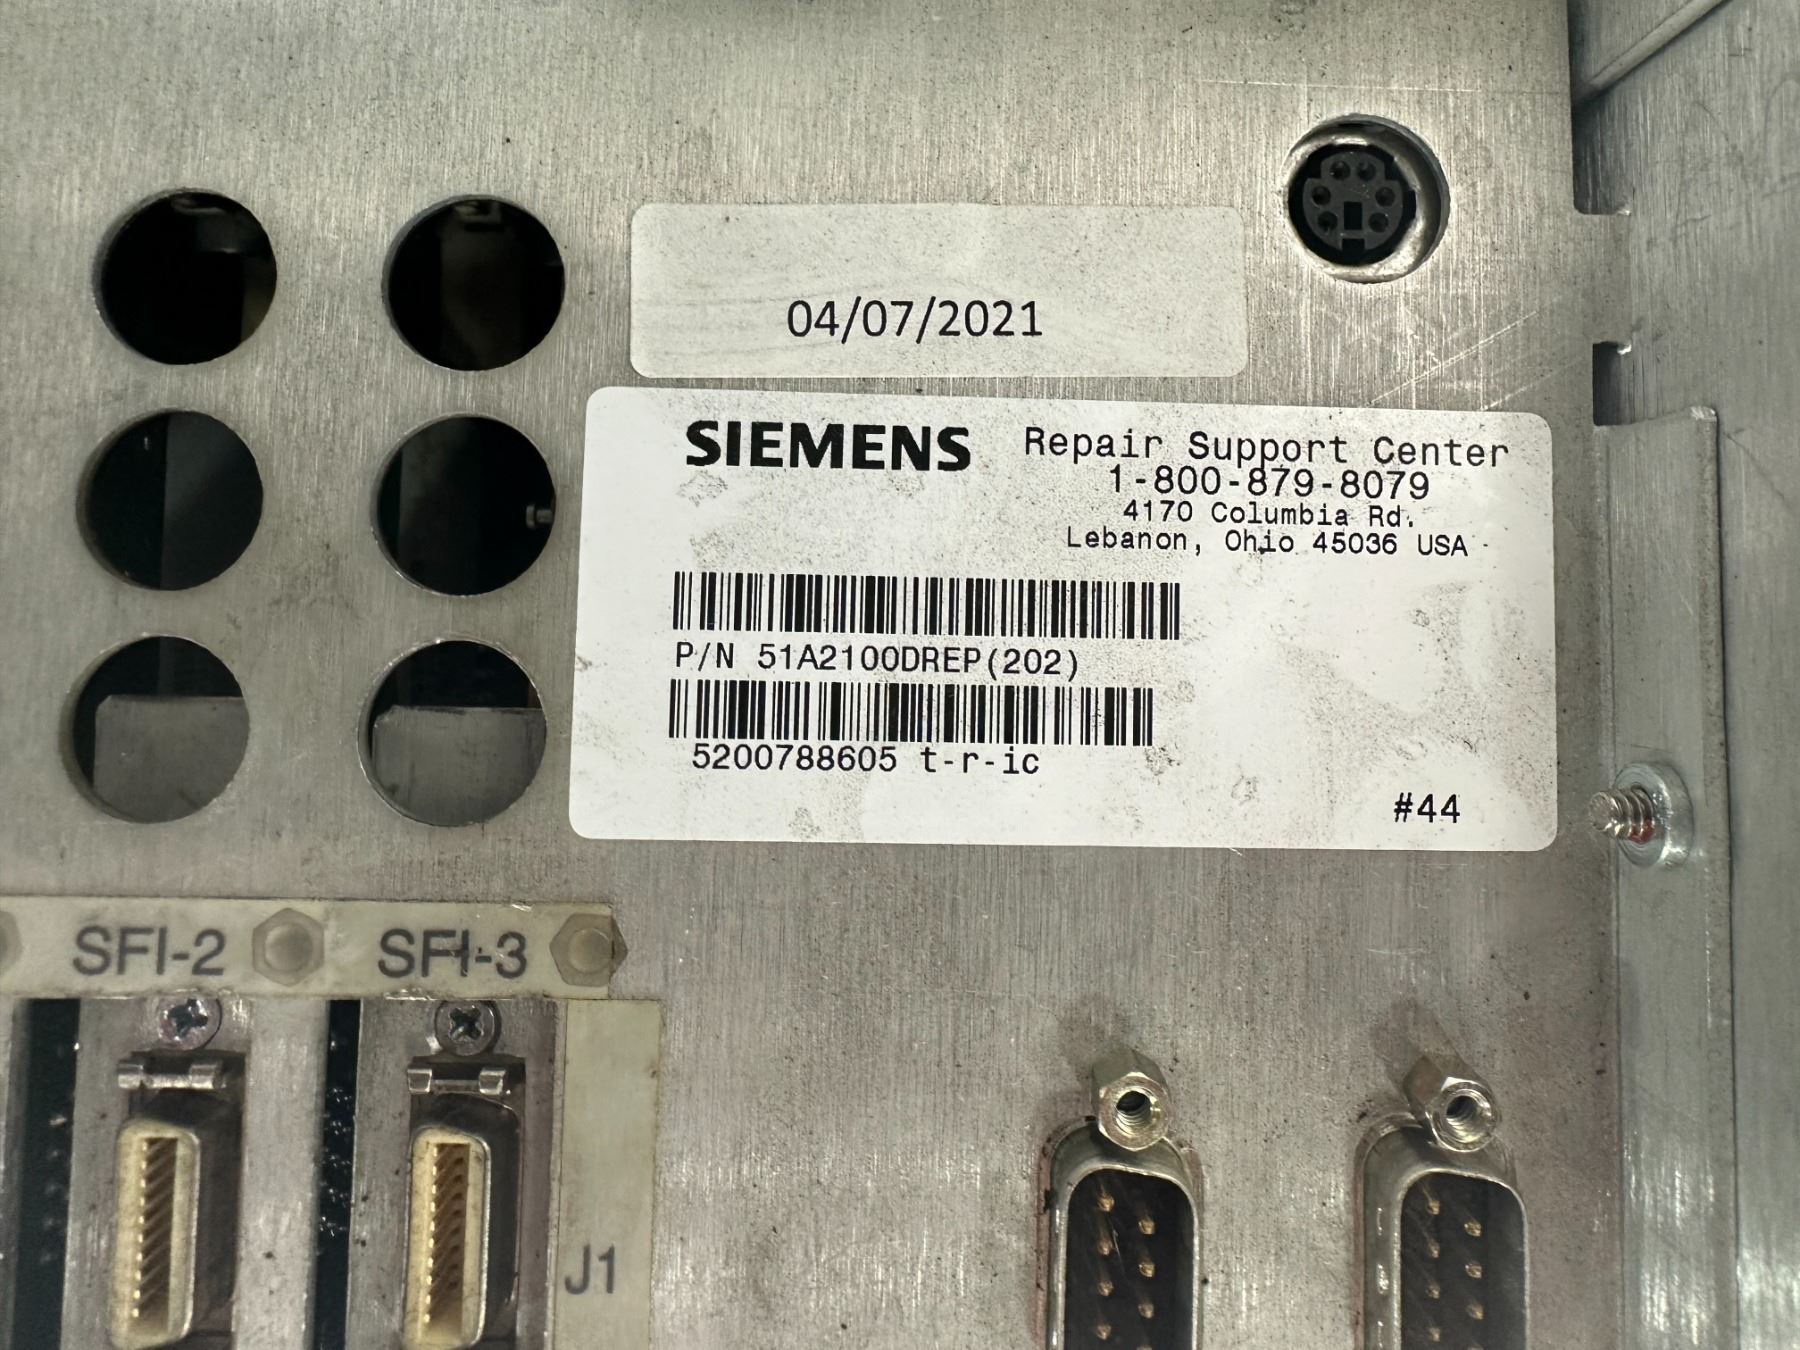 04/07/2021
SIEMENS
Repair Support Center
1-800-879-8079
4170 Columbia Rd.
Lebanon, Ohio 45036 USA
P/N 51A2100DREP(202)
5200788605 t-r-ic
#44
SFI-2
SFI-3
J1